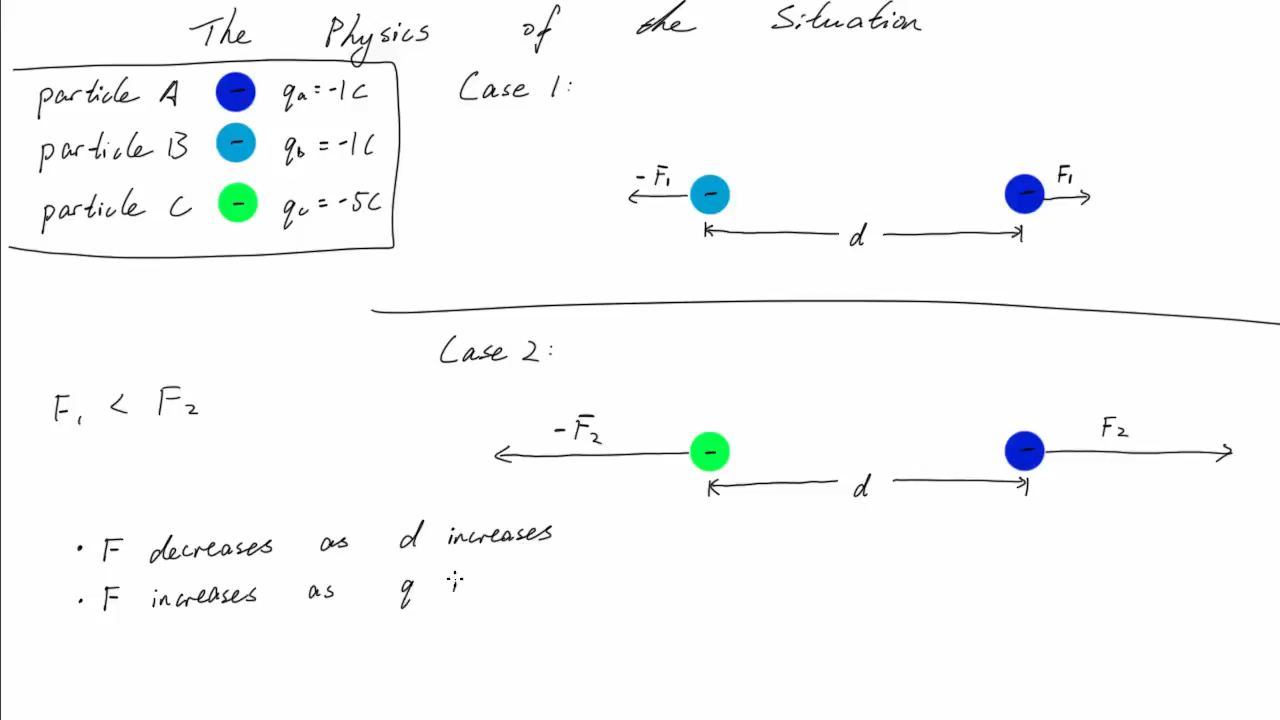 The Physics of the Situation
particle A - qa = -1C
particle B - qb = -1C
particle C - qc = -5C
Case 1:
-F1 - - F1
d
Case 2:
F1 < F2
-F2 - - F2
d
• F decreases as d increases
• F increases as q i